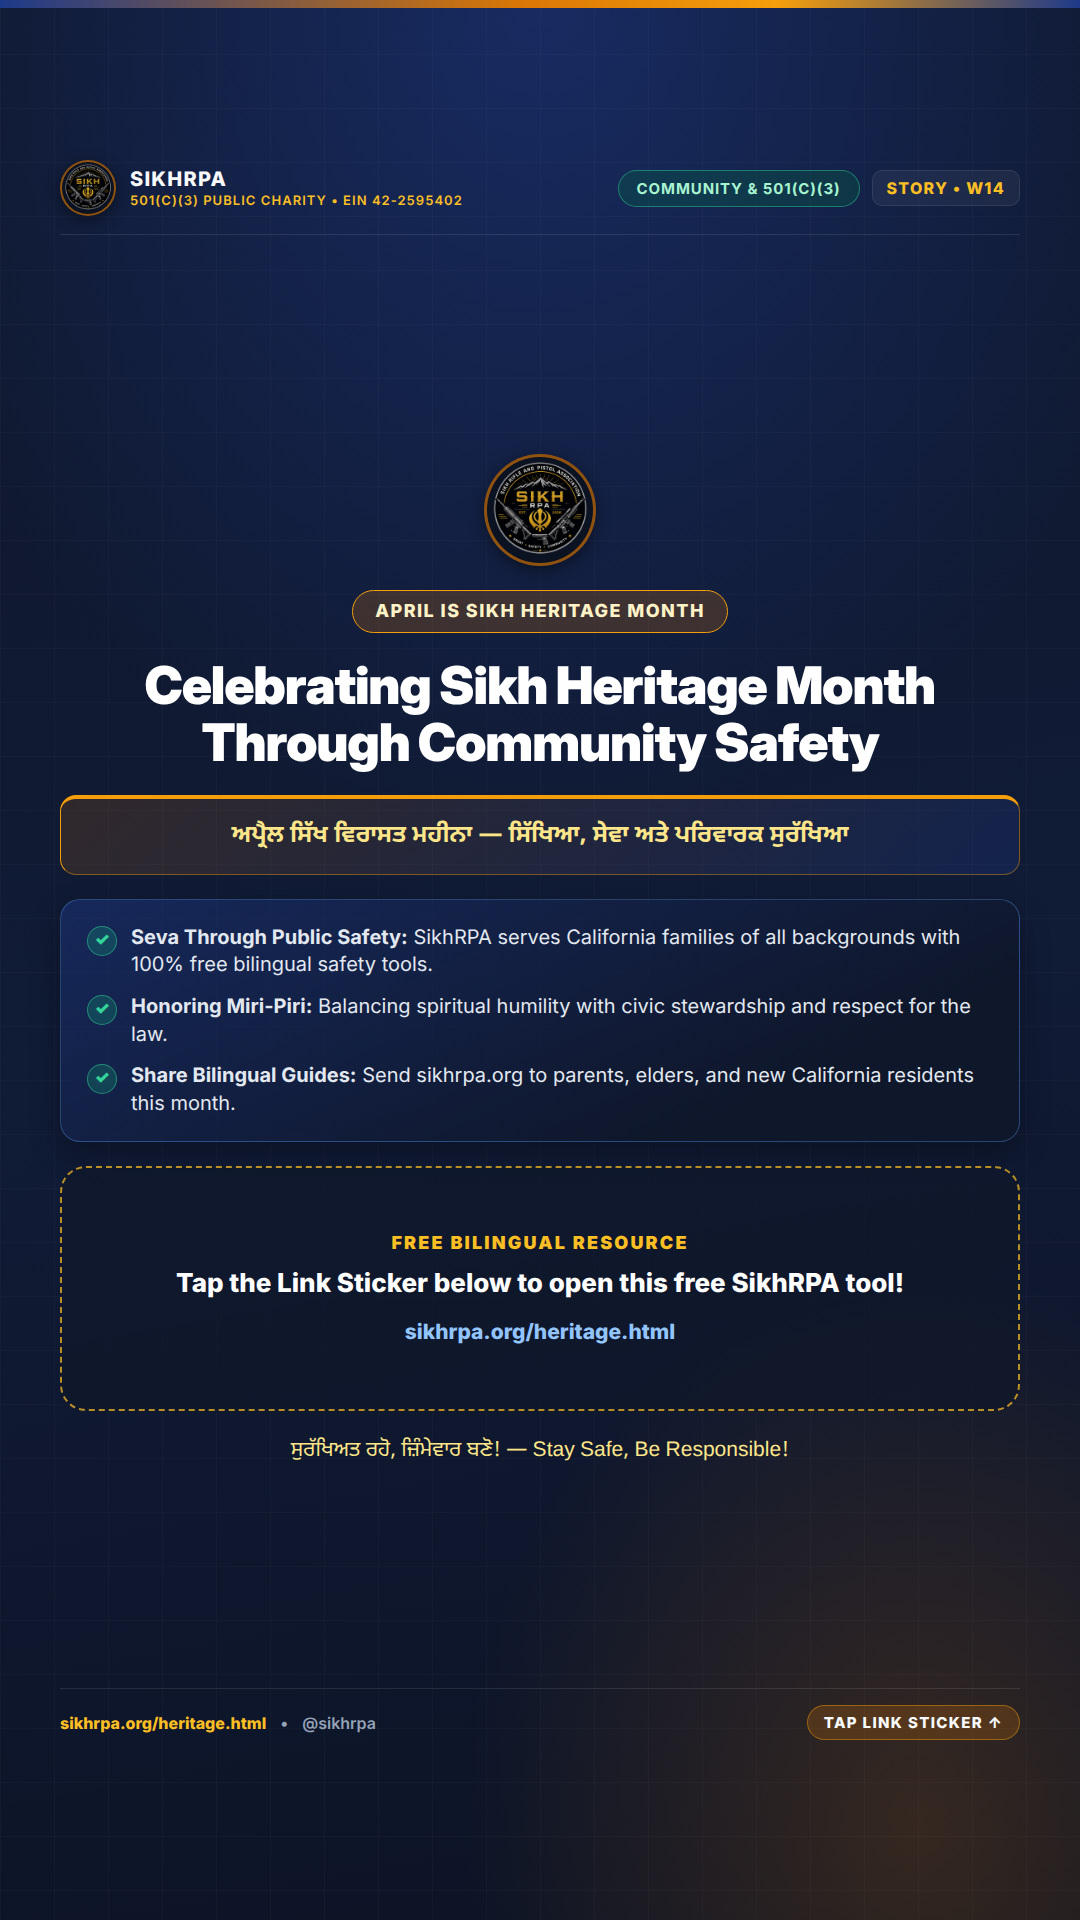 SIKHRPA
501(C)(3) PUBLIC CHARITY • EIN 42-2595402
COMMUNITY & 501(C)(3)
STORY • W14
SIKH RIFLE AND PISTOL ASSOCIATION
SIKH
RPA
APRIL IS SIKH HERITAGE MONTH
Celebrating Sikh Heritage Month
Through Community Safety
ਅਪ੍ਰੈਲ ਸਿੱਖ ਵਿਰਾਸਤ ਮਹੀਨਾ — ਸਿੱਖਿਆ, ਸੇਵਾ ਅਤੇ ਪਰਿਵਾਰਕ ਸੁਰੱਖਿਆ
Seva Through Public Safety: SikhRPA serves California families of all backgrounds with
100% free bilingual safety tools.
Honoring Miri-Piri: Balancing spiritual humility with civic stewardship and respect for the
law.
Share Bilingual Guides: Send sikhrpa.org to parents, elders, and new California residents
this month.
FREE BILINGUAL RESOURCE
Tap the Link Sticker below to open this free SikhRPA tool!
sikhrpa.org/heritage.html
ਸੁਰੱਖਿਅਤ ਰਹੋ, ਜ਼ਿੰਮੇਵਾਰ ਬਣੋ! — Stay Safe, Be Responsible!
sikhrpa.org/heritage.html • @sikhrpa
TAP LINK STICKER ↑